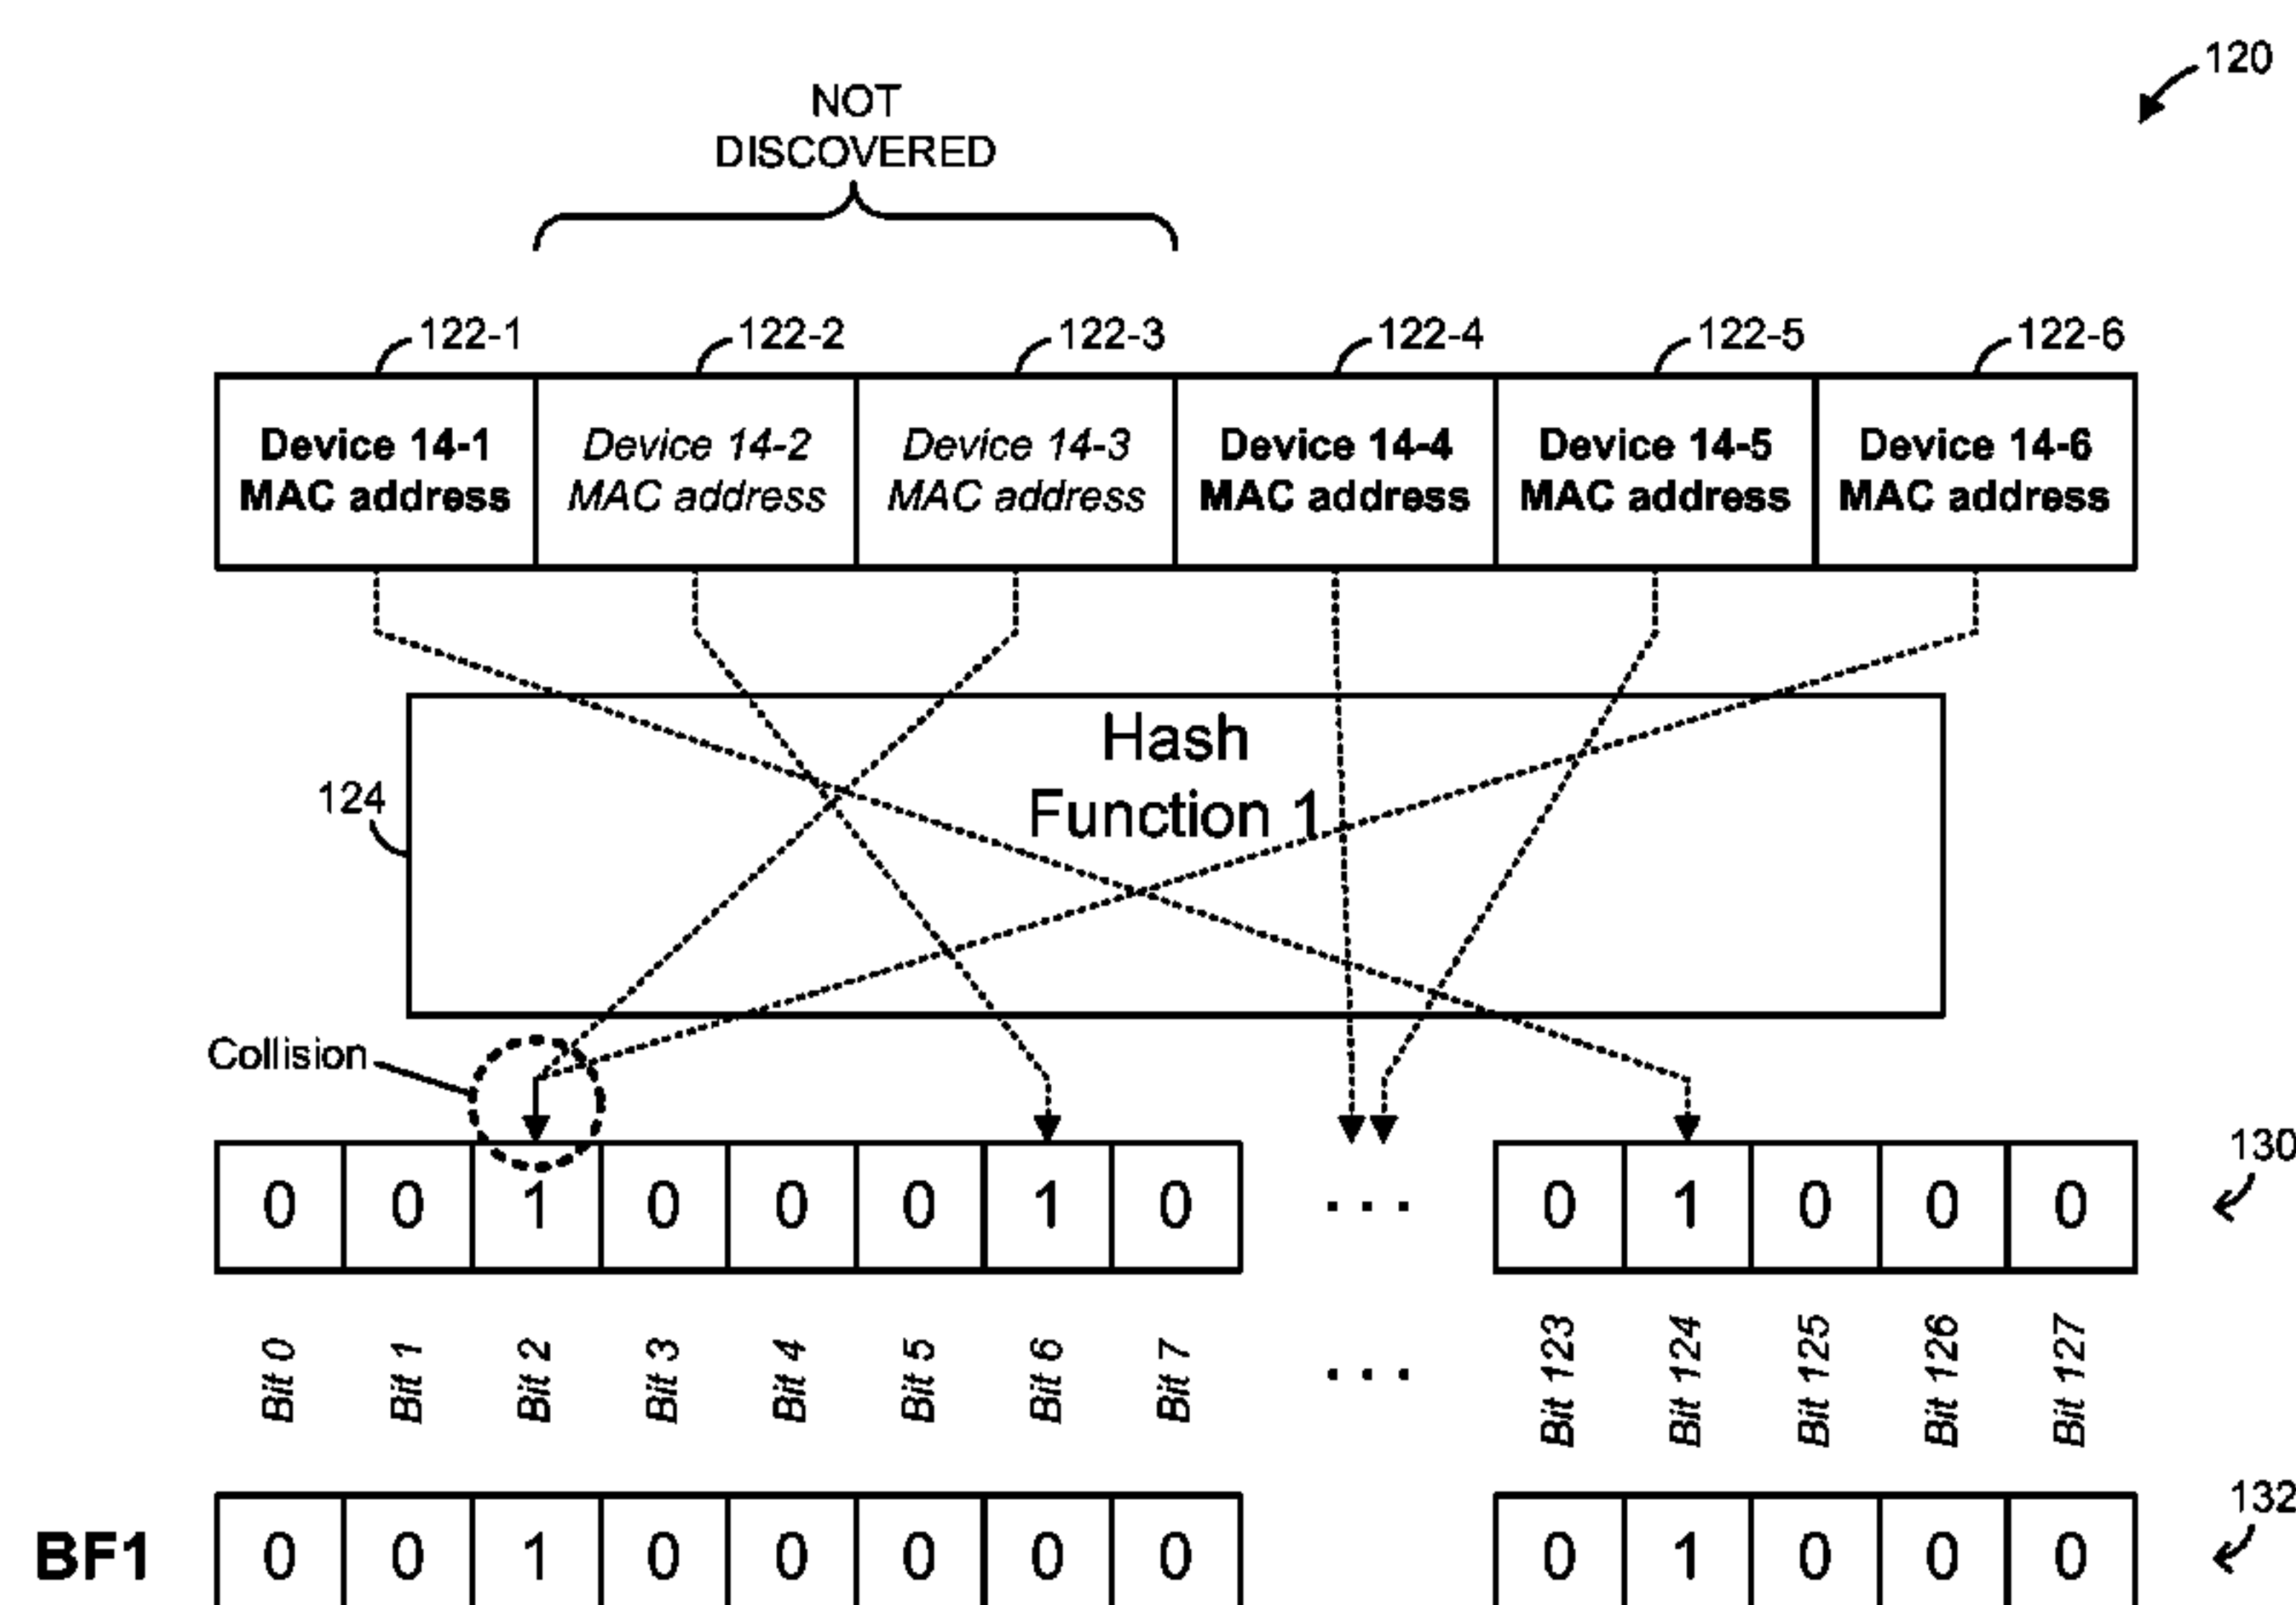 120
NOT
DISCOVERED
122-1 122-2 122-3 122-4 122-5 122-6
Device 14-1 Device 14-2 Device 14-3 Device 14-4 Device 14-5 Device 14-6
MAC address MAC address MAC address MAC address MAC address MAC address
Hash
Function 1
124
Collision
130
0 0 1 0 0 0 1 0 ... 0 1 0 0 0
Bit 0 Bit 1 Bit 2 Bit 3 Bit 4 Bit 5 Bit 6 Bit 7 ... Bit 123 Bit 124 Bit 125 Bit 126 Bit 127
132
BF1 0 0 1 0 0 0 0 0 0 1 0 0 0